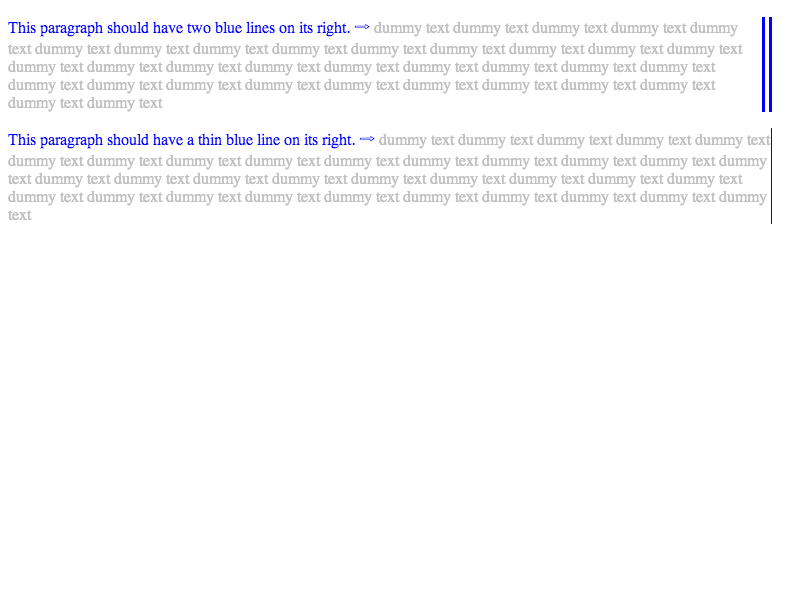 This paragraph should have two blue lines on its right. ⇒ dummy text dummy text dummy text dummy text dummy
text dummy text dummy text dummy text dummy text dummy text dummy text dummy text dummy text dummy text
dummy text dummy text dummy text dummy text dummy text dummy text dummy text dummy text dummy text
dummy text dummy text dummy text dummy text dummy text dummy text dummy text dummy text dummy text
dummy text dummy text
This paragraph should have a thin blue line on its right. ⇒ dummy text dummy text dummy text dummy text dummy text
dummy text dummy text dummy text dummy text dummy text dummy text dummy text dummy text dummy text dummy
text dummy text dummy text dummy text dummy text dummy text dummy text dummy text dummy text dummy text
dummy text dummy text dummy text dummy text dummy text dummy text dummy text dummy text dummy text dummy
text